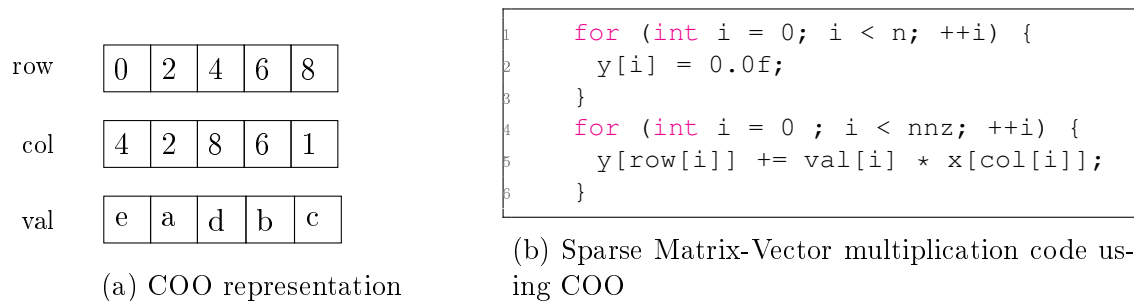 row 0 2 4 6 8
col 4 2 8 6 1
val e a d b c
(a) COO representation
1 for (int i = 0; i < n; ++i) {
2 y[i] = 0.0f;
3 }
4 for (int i = 0 ; i < nnz; ++i) {
5 y[row[i]] += val[i] * x[col[i]];
6 }
(b) Sparse Matrix-Vector multiplication code us-
ing COO